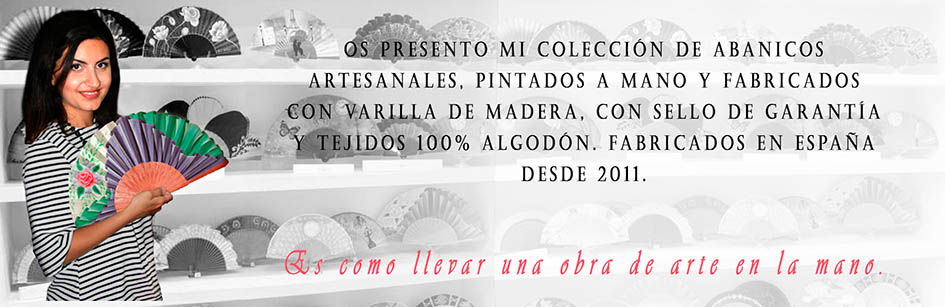 OS PRESENTO MI COLECCIÓN DE ABANICOS
ARTESANALES, PINTADOS A MANO Y FABRICADOS
CON VARILLA DE MADERA, CON SELLO DE GARANTÍA
Y TEJIDOS 100% ALGODÓN. FABRICADOS EN ESPAÑA
DESDE 2011.
Es como llevar una obra de arte en la mano.